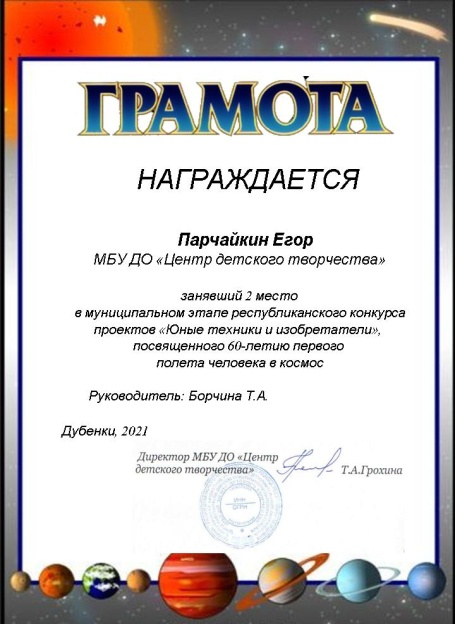 ГРАМОТА
НАГРАЖДАЕТСЯ
Парчайкин Егор
МБУ ДО «Центр детского творчества»
занявший 2 место
в муниципальном этапе республиканского конкурса
проектов «Юные техники и изобретатели»,
посвященного 60-летию первого
полета человека в космос
Руководитель: Борчина Т.А.
Дубенки, 2021
Директор МБУ ДО «Центр
детского творчества» Т.А.Грохина
ИНН
ОГРН